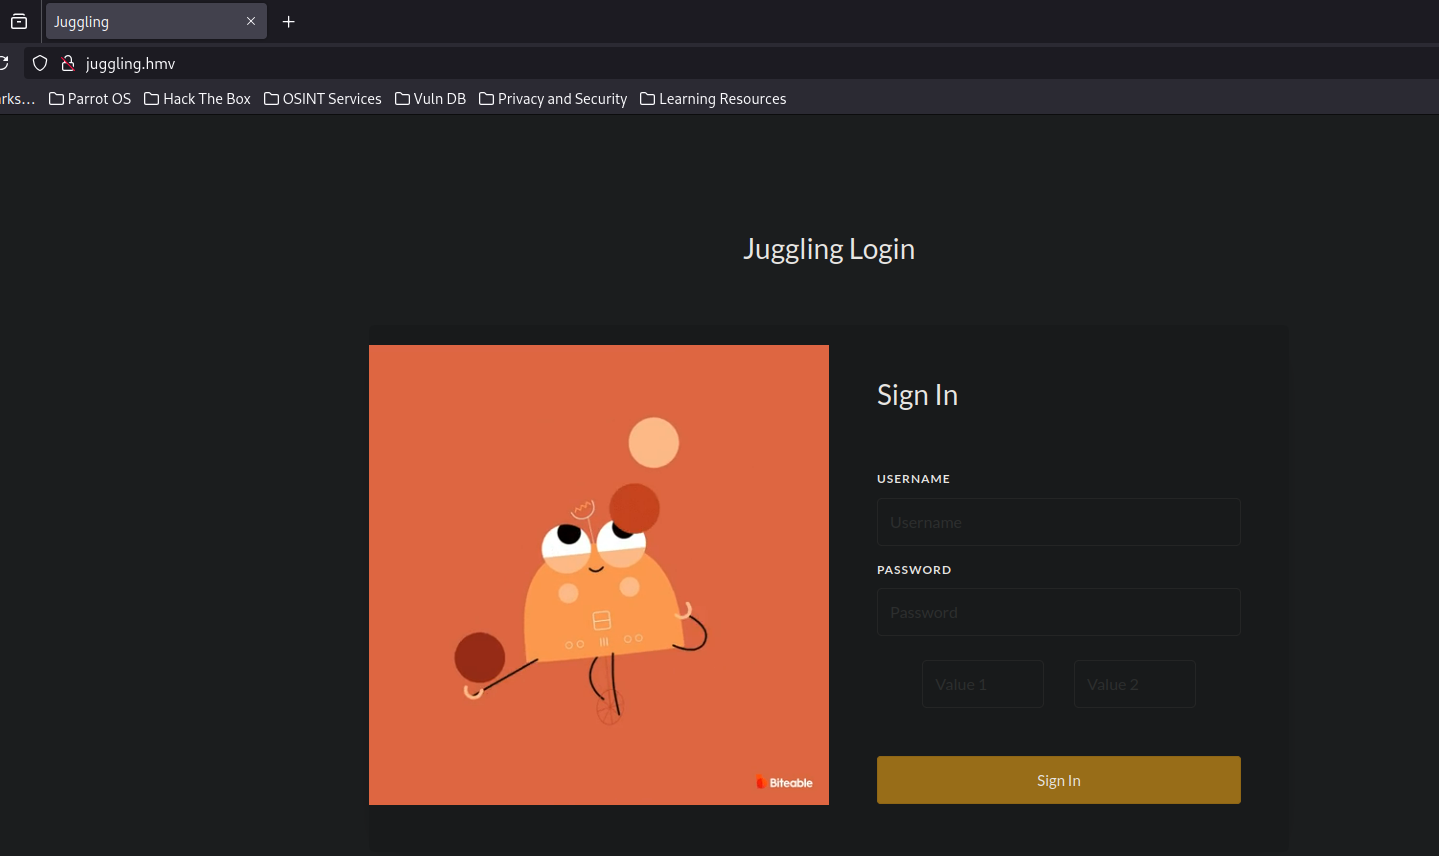 Juggling
juggling.hmv
rks… Parrot OS Hack The Box OSINT Services Vuln DB Privacy and Security Learning Resources
Juggling Login
Sign In
USERNAME
Username
PASSWORD
Password
Value 1 Value 2
Sign In
Biteable